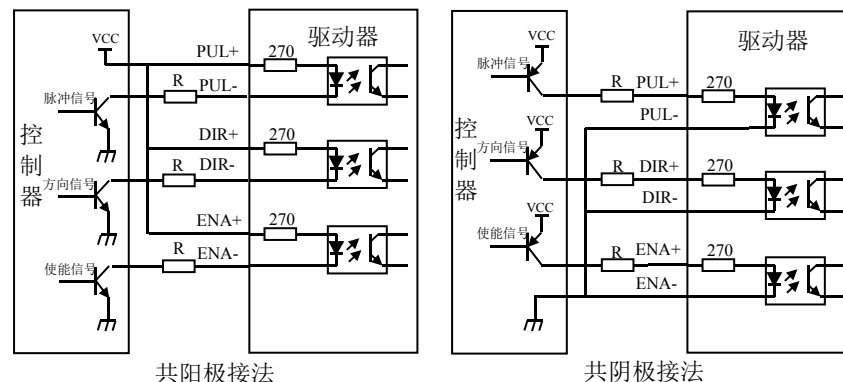 VCC
PUL+
270
驱动器
脉冲信号
R
PUL-
DIR+
270
控制器
方向信号
R
DIR-
ENA+
270
使能信号
R
ENA-
共阳极接法
VCC
驱动器
脉冲信号
R
PUL+
270
PUL-
VCC
控制器
方向信号
R
DIR+
270
DIR-
VCC
使能信号
R
ENA+
270
ENA-
共阴极接法